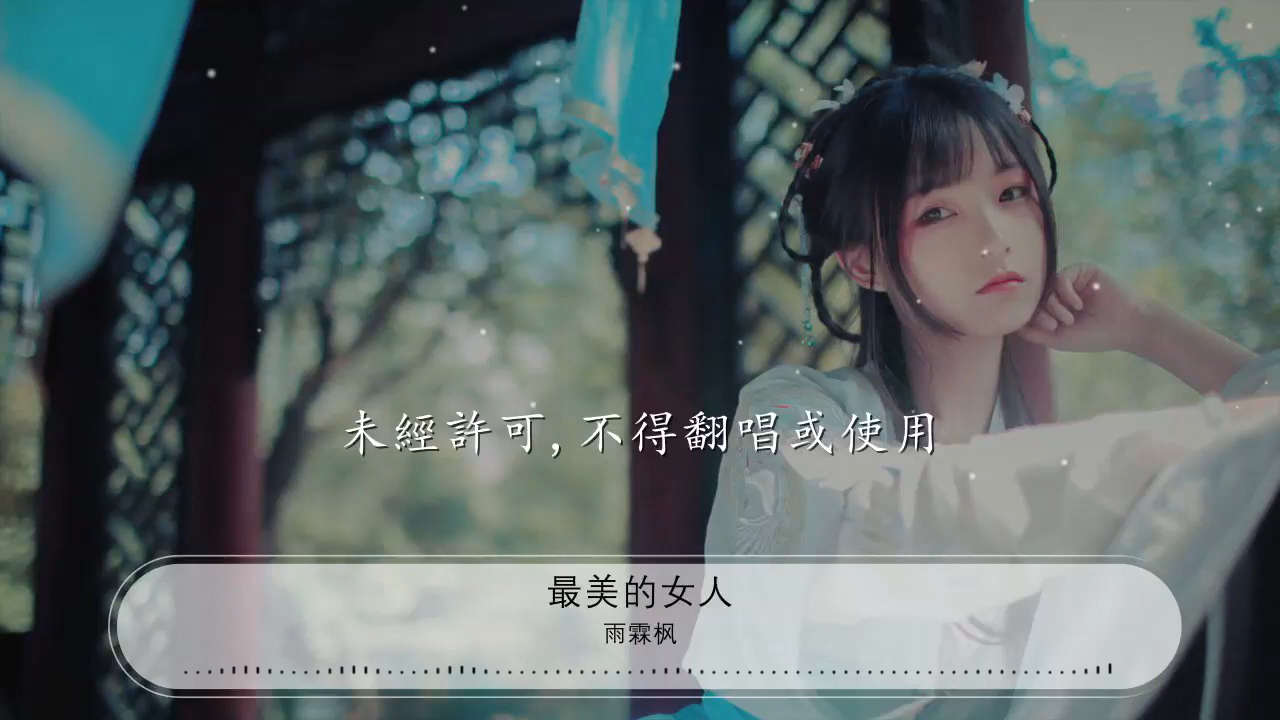 未經許可,不得翻唱或使用
最美的女人
雨霖枫